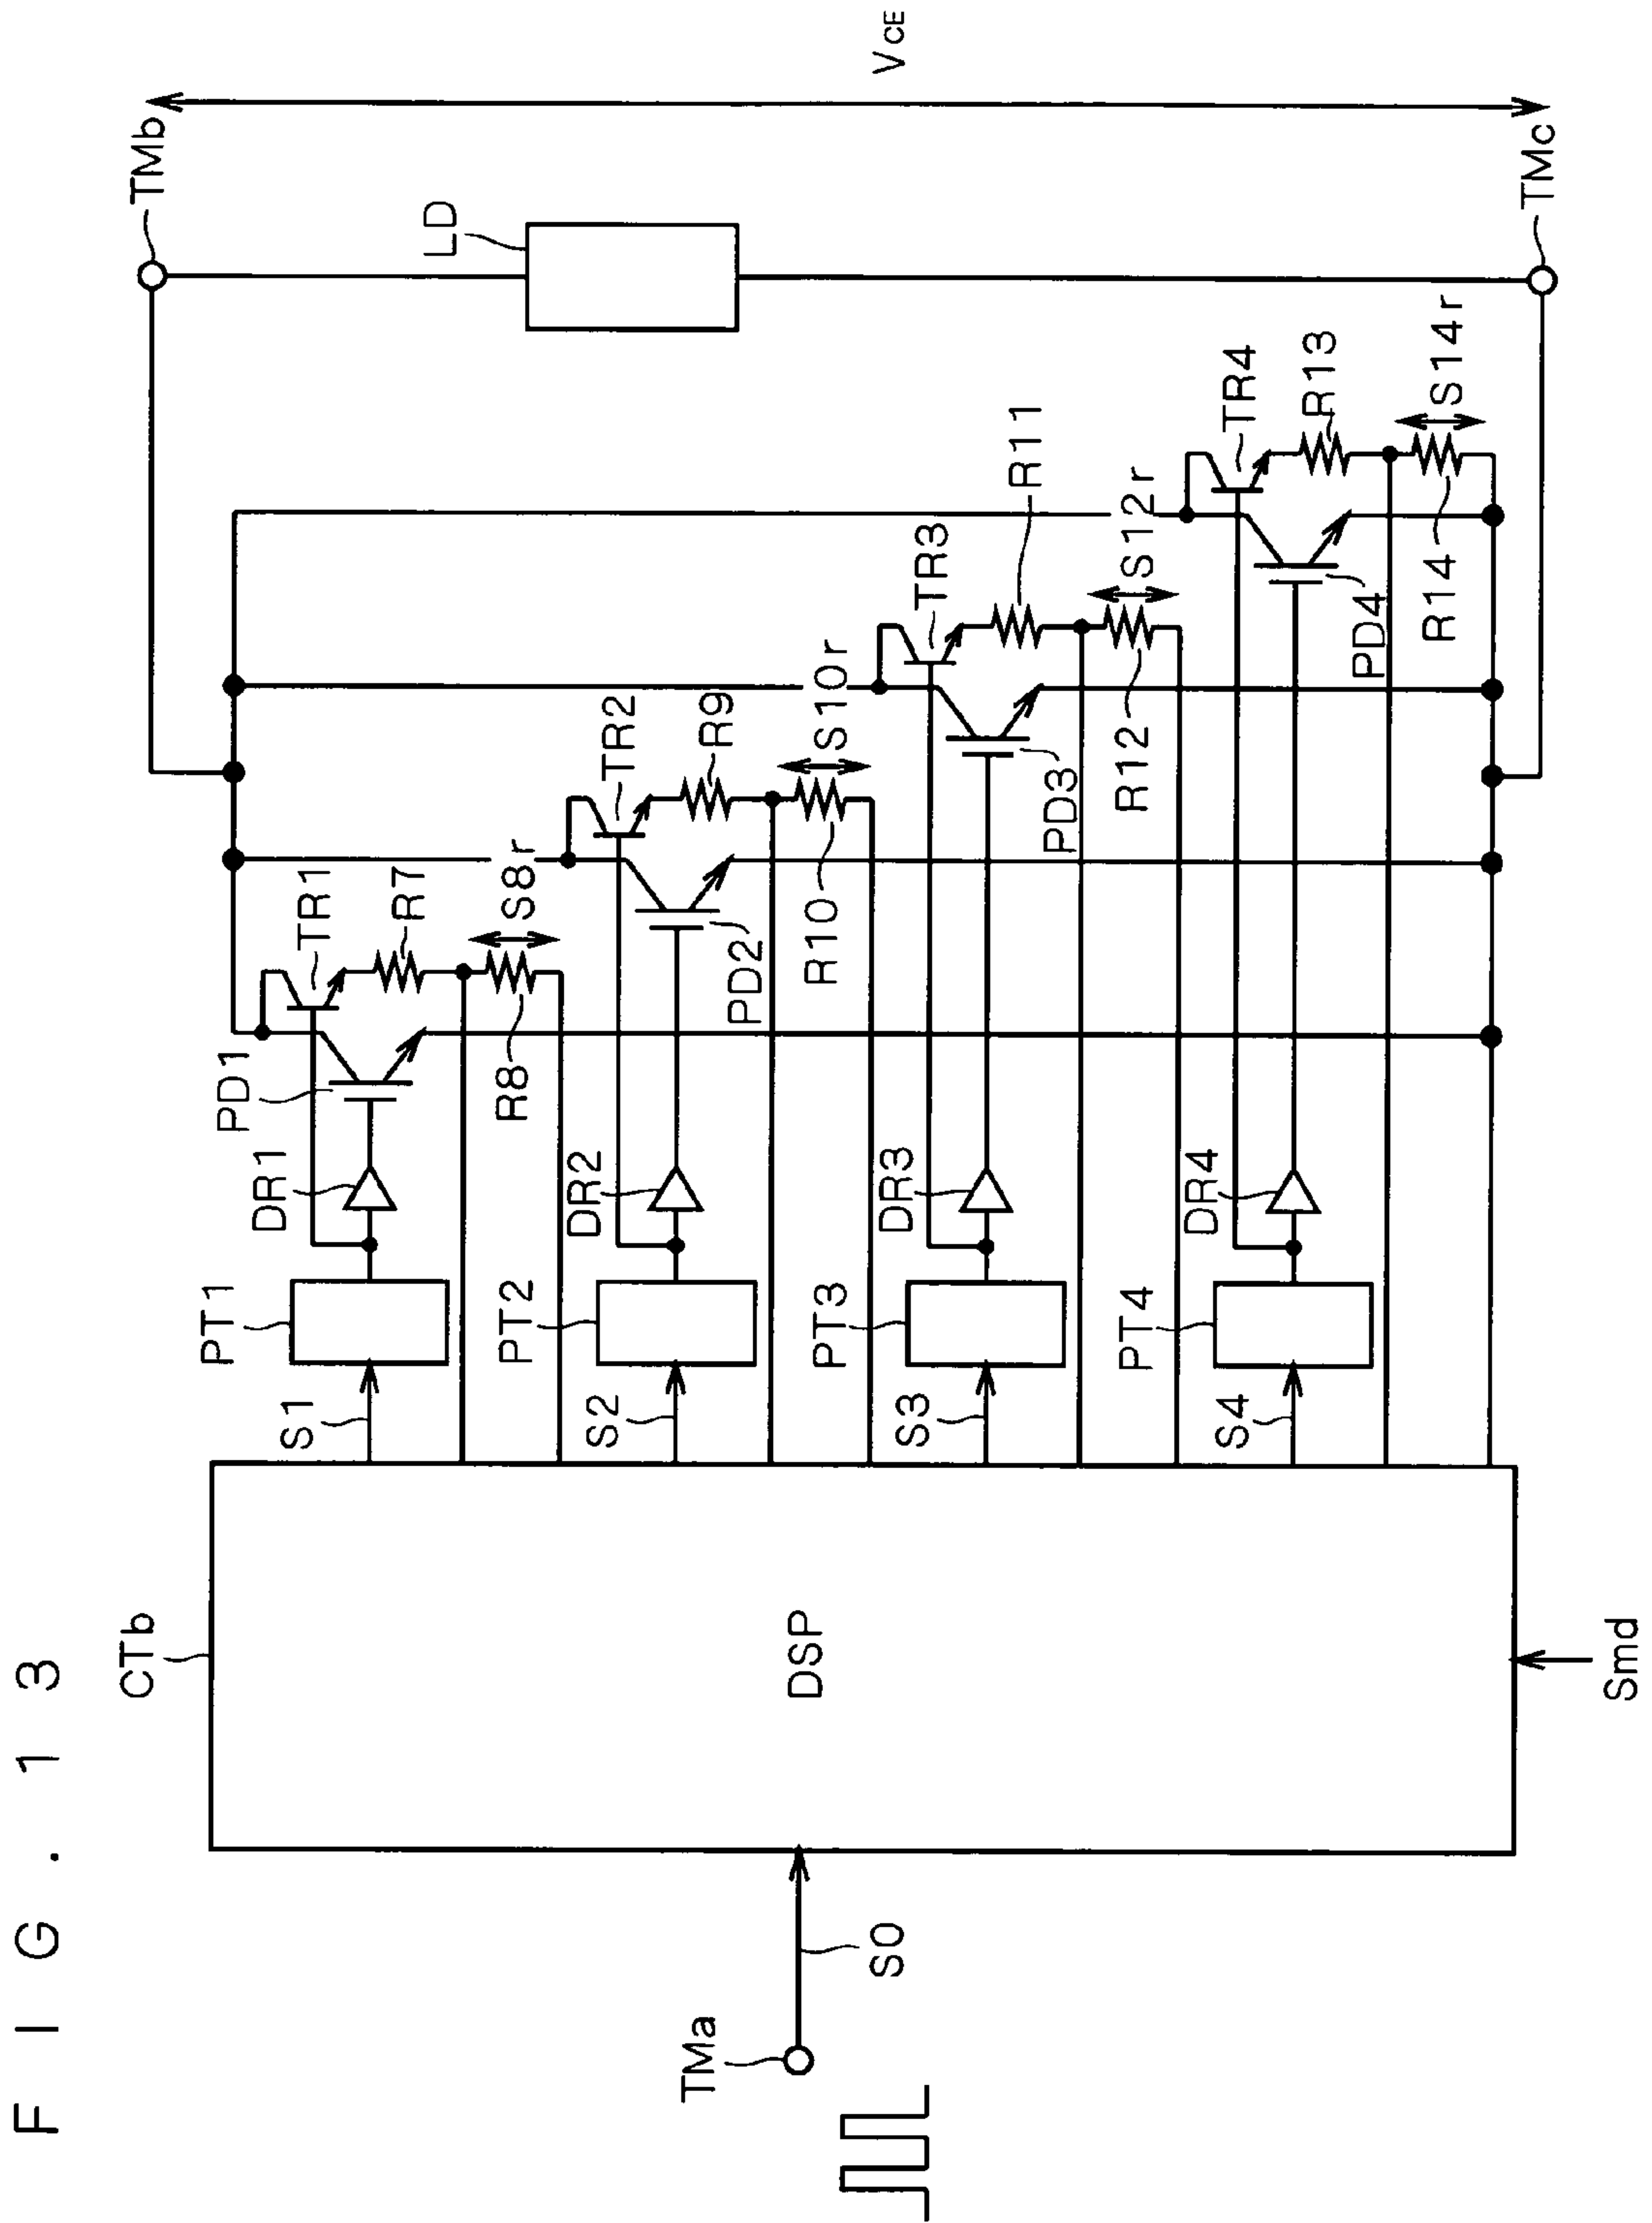 FIG. 13
CTb
TMa
S0
DSP
Smd
S1
PT1
DR1
PD1
TR1
R7
R8
S8r
S2
PT2
DR2
PD2
TR2
R9
R10
S10r
S3
PT3
DR3
PD3
TR3
R11
R12
S12r
S4
PT4
DR4
PD4
TR4
R13
R14
S14r
LD
TMb
TMc
VCE